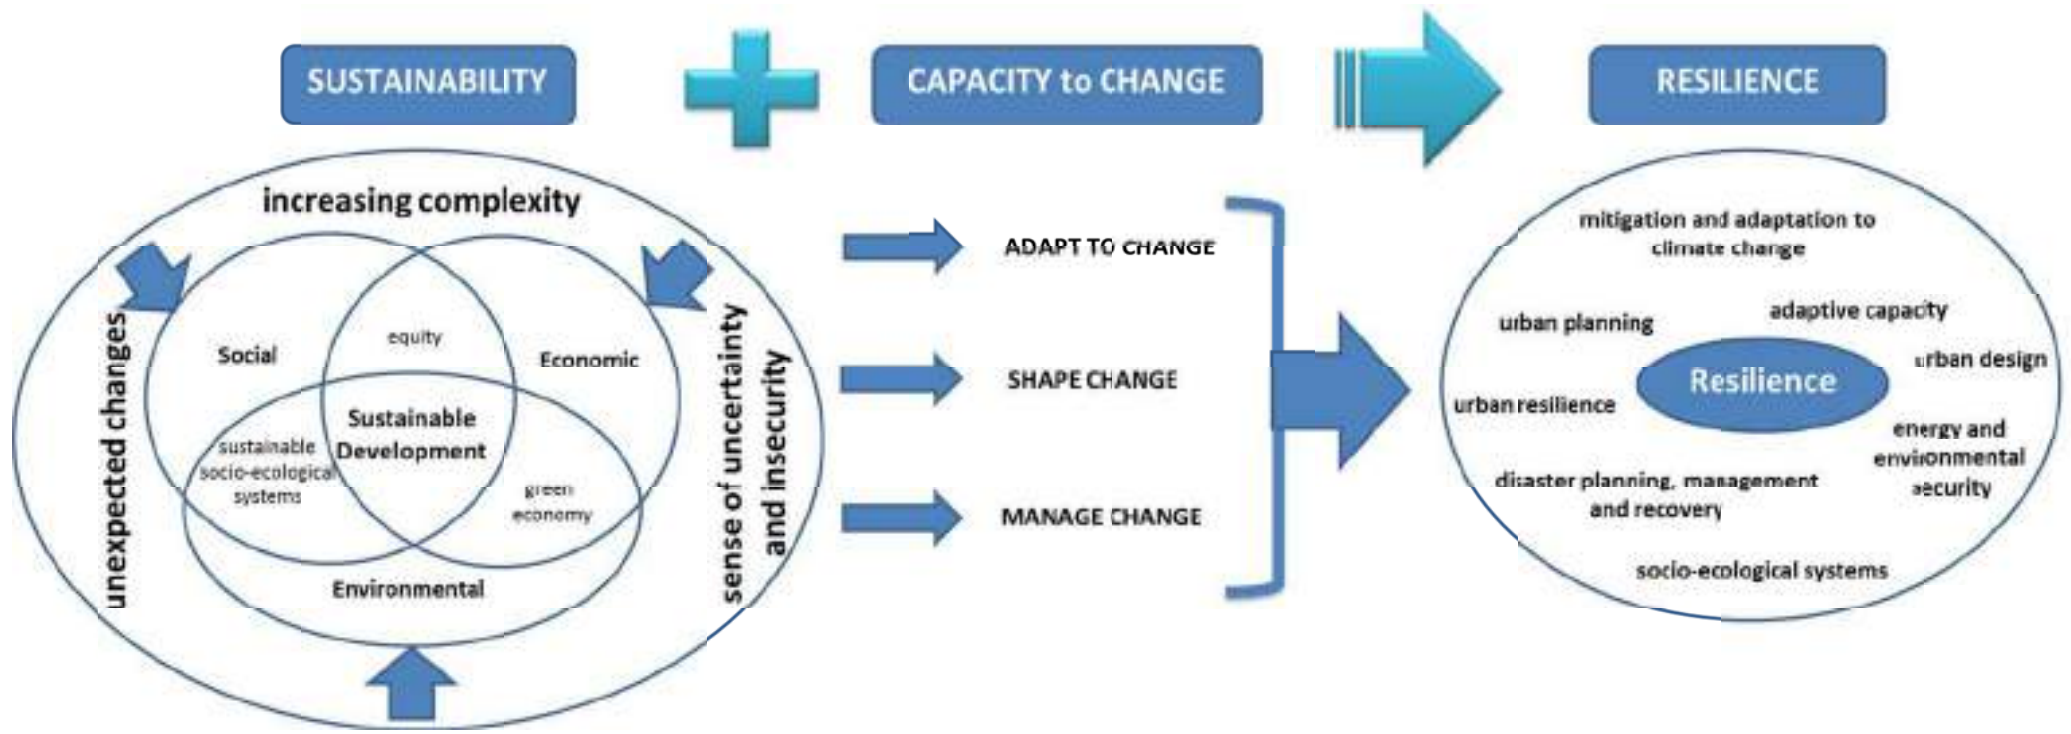 SUSTAINABILITY
CAPACITY to CHANGE
RESILIENCE
increasing complexity
unexpected changes
sense of uncertainty
and insecurity
Social
equity
Economic
Sustainable
Development
sustainable
socio-ecological
systems
green
economy
Environmental
ADAPT TO CHANGE
SHAPE CHANGE
MANAGE CHANGE
mitigation and adaptation to
climate change
urban planning
adaptive capacity
urban design
Resilience
urban resilience
energy and
environmental
security
disaster planning, management
and recovery
socio-ecological systems